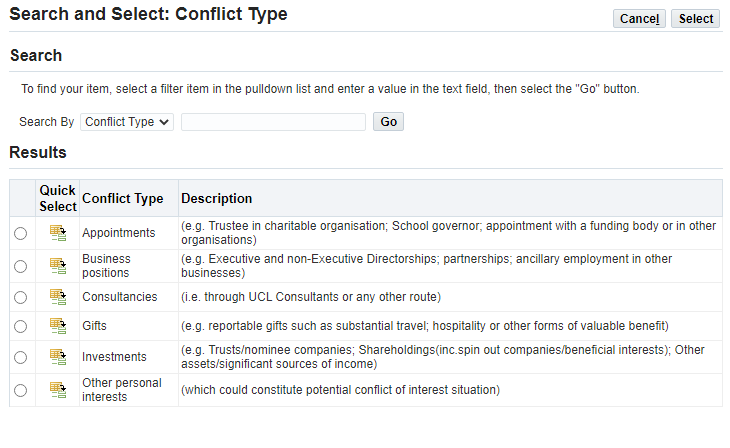 Search and Select: Conflict Type
Cancel Select
Search
To find your item, select a filter item in the pulldown list and enter a value in the text field, then select the "Go" button.
Search By Conflict Type Go
Results
Quick Select Conflict Type Description
Appointments (e.g. Trustee in charitable organisation; School governor; appointment with a funding body or in other
organisations)
Business
positions (e.g. Executive and non-Executive Directorships; partnerships; ancillary employment in other
businesses)
Consultancies (i.e. through UCL Consultants or any other route)
Gifts (e.g. reportable gifts such as substantial travel; hospitality or other forms of valuable benefit)
Investments (e.g. Trusts/nominee companies; Shareholdings(inc.spin out companies/beneficial interests); Other
assets/significant sources of income)
Other personal
interests (which could constitute potential conflict of interest situation)